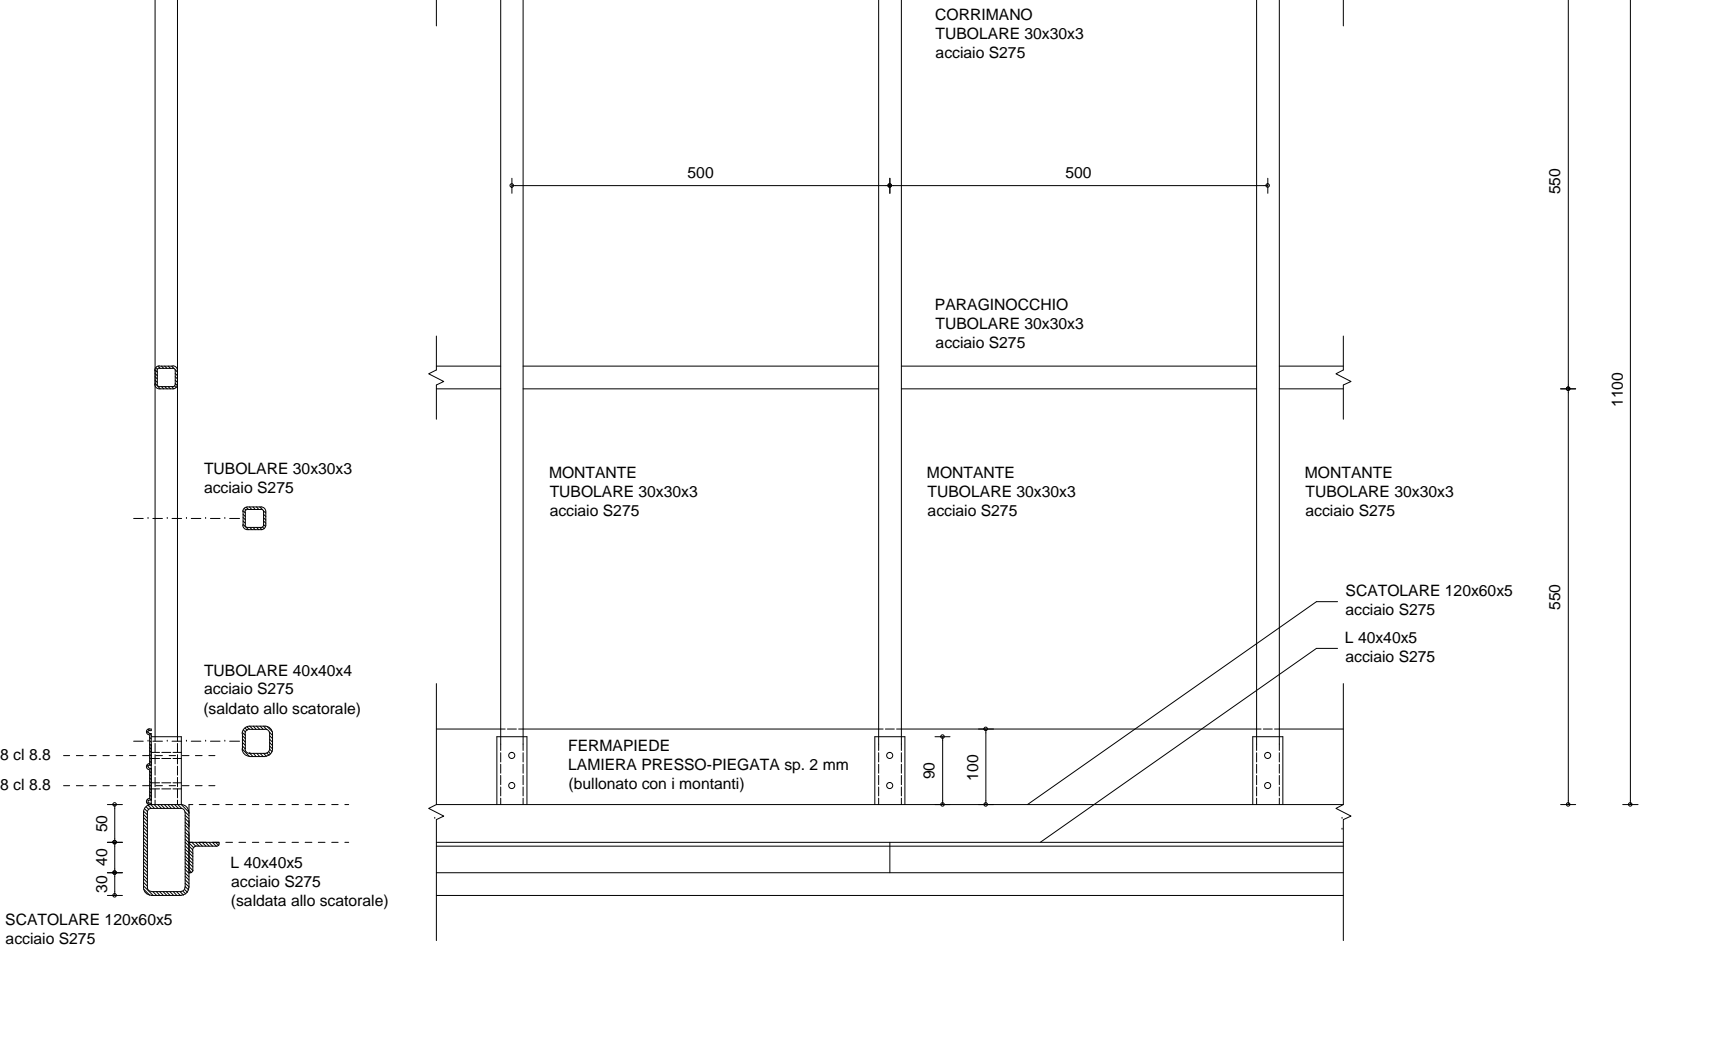 CORRIMANO
TUBOLARE 30x30x3
acciaio S275
500
500
550
PARAGINOCCHIO
TUBOLARE 30x30x3
acciaio S275
1100
TUBOLARE 30x30x3
acciaio S275
MONTANTE
TUBOLARE 30x30x3
acciaio S275
MONTANTE
TUBOLARE 30x30x3
acciaio S275
MONTANTE
TUBOLARE 30x30x3
acciaio S275
SCATOLARE 120x60x5
acciaio S275
550
L 40x40x5
acciaio S275
TUBOLARE 40x40x4
acciaio S275
(saldato allo scatorale)
8 cl 8.8
8 cl 8.8
FERMAPIEDE
LAMIERA PRESSO-PIEGATA sp. 2 mm
(bullonato con i montanti)
90
100
50
40
30
L 40x40x5
acciaio S275
(saldata allo scatorale)
SCATOLARE 120x60x5
acciaio S275